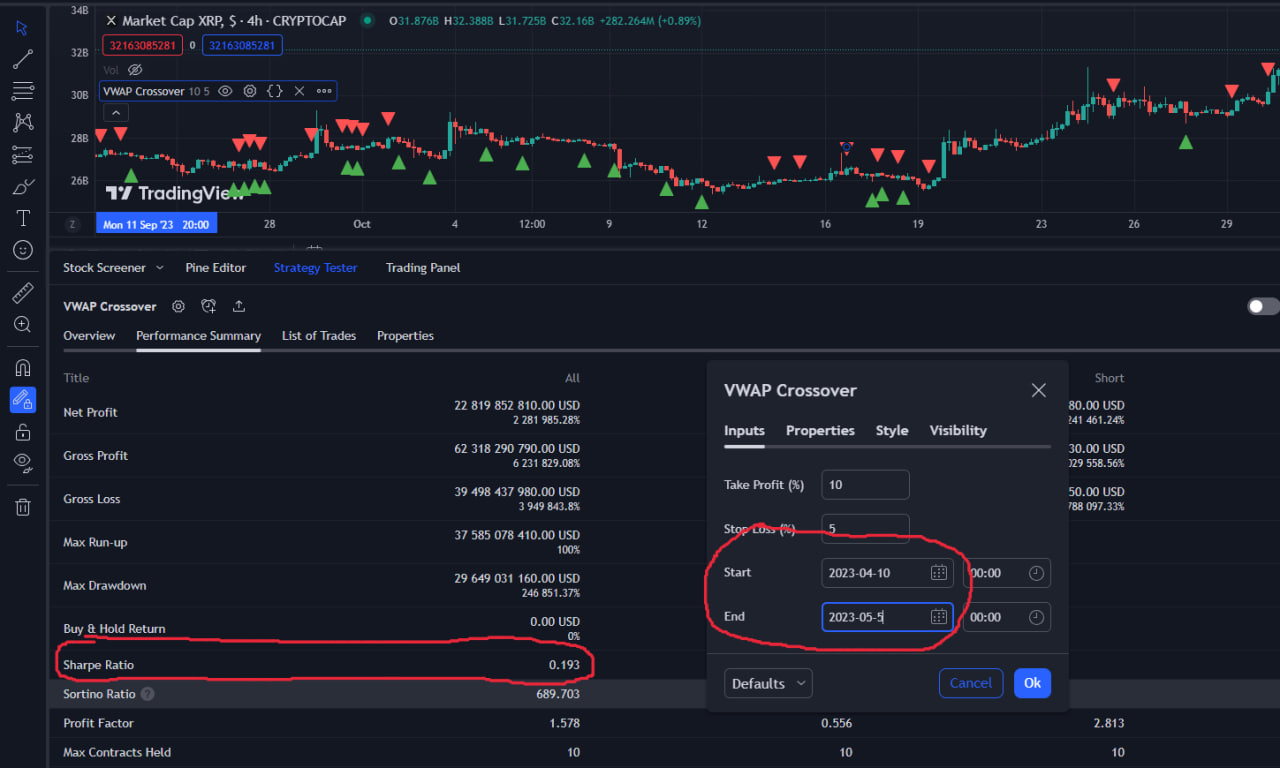 34B
Market Cap XRP, $ · 4h · CRYPTOCAP O31.876B H32.388B L31.725B C32.16B +282.264M (+0.89%)
32163085281 0 32163085281
32B
Vol
VWAP Crossover 10 5
30B
28B
26B
TradingView
Z Mon 11 Sep '23 20:00 28 Oct 4 12:00 9 12 16 19 23 26 29
Stock Screener Pine Editor Strategy Tester Trading Panel
VWAP Crossover
Overview Performance Summary List of Trades Properties
Title All Short
Net Profit 22 819 852 810.00 USD 80.00 USD
2 281 985.28% 241 461.24%
Gross Profit 62 318 290 790.00 USD 30.00 USD
6 231 829.08% 029 558.56%
Gross Loss 39 498 437 980.00 USD 50.00 USD
3 949 843.8% 788 097.33%
Max Run-up 37 585 078 410.00 USD
100%
Max Drawdown 29 649 031 160.00 USD
246 851.37%
Buy & Hold Return 0.00 USD
0%
Sharpe Ratio 0.193
Sortino Ratio ? 689.703
Profit Factor 1.578 0.556 2.813
Max Contracts Held 10 10 10
VWAP Crossover
Inputs Properties Style Visibility
Take Profit (%) 10
Stop Loss (%) 5
Start 2023-04-10 00:00
End 2023-05-5 00:00
Defaults Cancel Ok